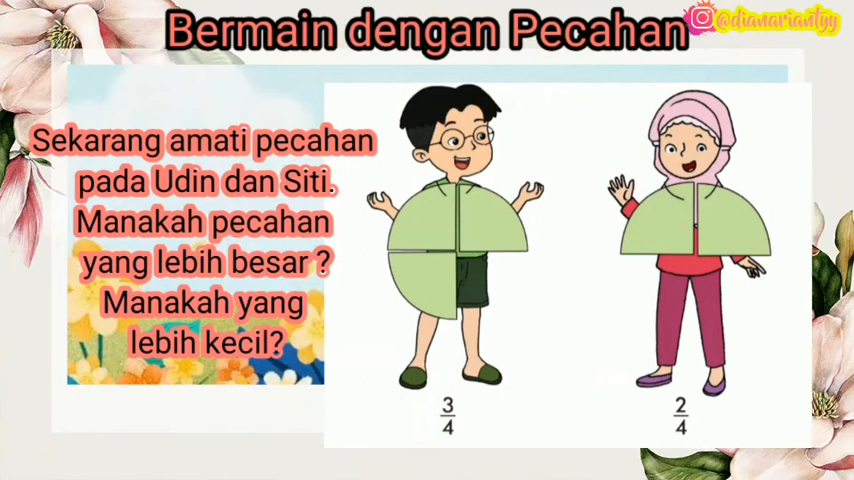 Bermain dengan Pecahan
@dianariantyy
Sekarang amati pecahan
pada Udin dan Siti.
Manakah pecahan
yang lebih besar ?
Manakah yang
lebih kecil?
3/4
2/4